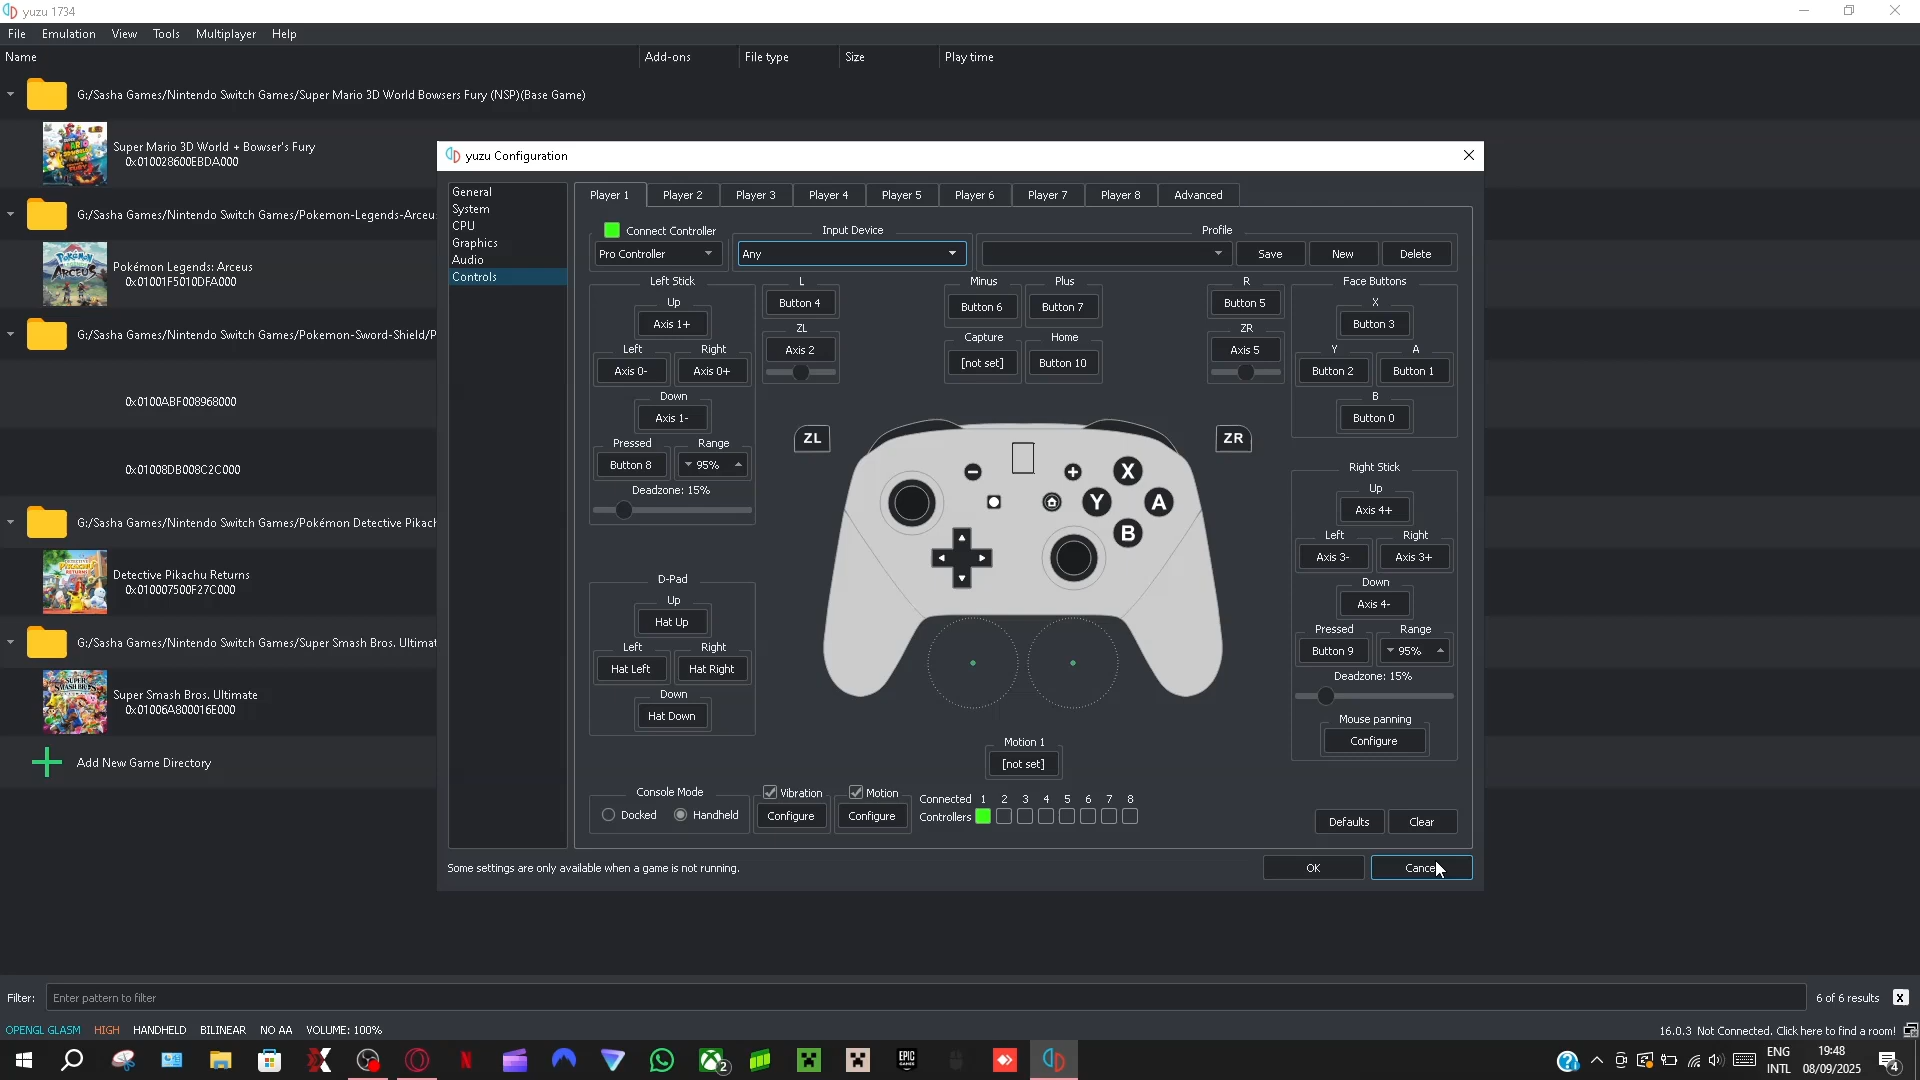 yuzu 1734
File Emulation View Tools Multiplayer Help
Name Add-ons File type Size Play time
G:/Sasha Games/Nintendo Switch Games/Super Mario 3D World Bowsers Fury (NSP)(Base Game)
Super Mario 3D World + Bowser's Fury
0x010028600EBDA000
G:/Sasha Games/Nintendo Switch Games/Pokemon-Legends-Arceu
Pokémon Legends: Arceus
0x01001F5010DFA000
G:/Sasha Games/Nintendo Switch Games/Pokemon-Sword-Shield/P
0x0100ABF008968000
0x01008DB008C2C000
G:/Sasha Games/Nintendo Switch Games/Pokémon Detective Pikach
Detective Pikachu Returns
0x010007500F27C000
G:/Sasha Games/Nintendo Switch Games/Super Smash Bros. Ultimat
Super Smash Bros. Ultimate
0x01006A800016E000
Add New Game Directory
yuzu Configuration
General
System
CPU
Graphics
Audio
Controls
Player 1 Player 2 Player 3 Player 4 Player 5 Player 6 Player 7 Player 8 Advanced
Connect Controller Input Device Profile
Pro Controller Any Save New Delete
Left Stick
Up
Axis 1+
Left Right
Axis 0- Axis 0+
Down
Axis 1-
Pressed Range
Button 8 95%
Deadzone: 15%
L
Button 4
ZL
Axis 2
Minus Plus
Button 6 Button 7
Capture Home
[not set] Button 10
R
Button 5
ZR
Axis 5
Face Buttons
X
Button 3
Y A
Button 2 Button 1
B
Button 0
ZL ZR
X
Y A
B
D-Pad
Up
Hat Up
Left Right
Hat Left Hat Right
Down
Hat Down
Right Stick
Up
Axis 4+
Left Right
Axis 3- Axis 3+
Down
Axis 4-
Pressed Range
Button 9 95%
Deadzone: 15%
Mouse panning
Configure
Motion 1
[not set]
Console Mode
Docked Handheld
Vibration
Configure
Motion
Configure
Connected 1 2 3 4 5 6 7 8
Controllers
Defaults Clear
Some settings are only available when a game is not running.
OK Cancel
Filter: Enter pattern to filter 6 of 6 results X
OPENGL GLASM HIGH HANDHELD BILINEAR NO AA VOLUME: 100%
16.0.3 Not Connected. Click here to find a room!
EPIC
GAMES
2
ENG
INTL
19:48
08/09/2025
4